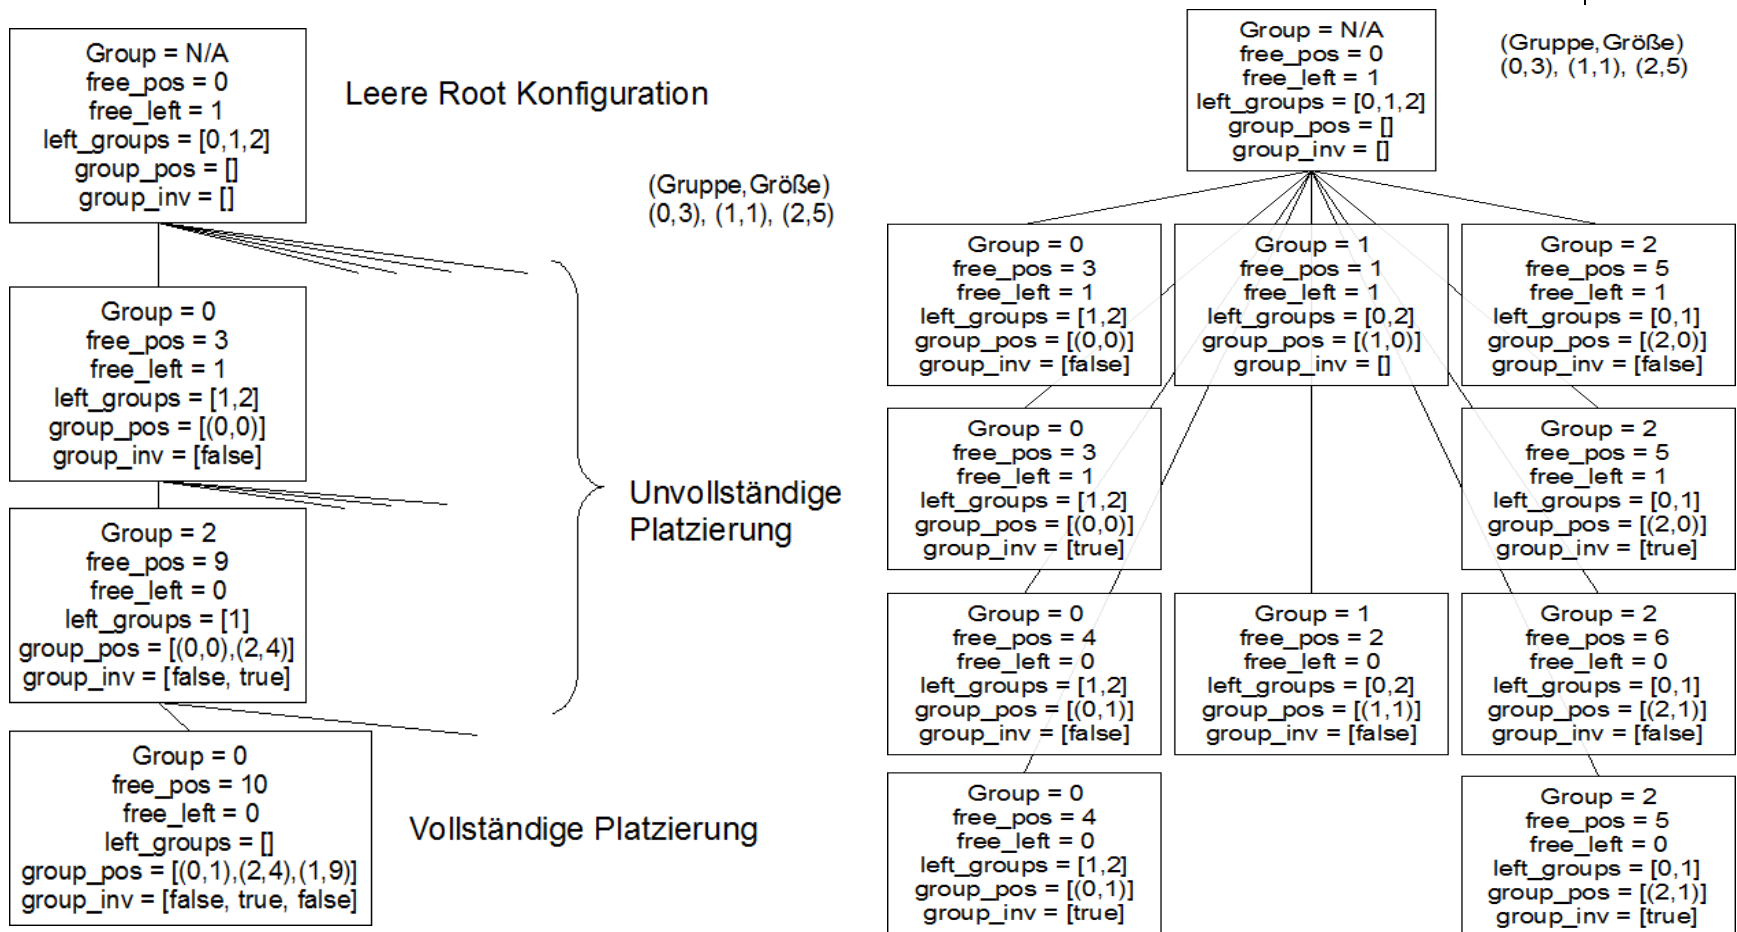 Group = N/A
free_pos = 0
free_left = 1
left_groups = [0,1,2]
group_pos = []
group_inv = []
Leere Root Konfiguration
(Gruppe,Größe)
(0,3), (1,1), (2,5)
Group = 0
free_pos = 3
free_left = 1
left_groups = [1,2]
group_pos = [(0,0)]
group_inv = [false]
Unvollständige
Platzierung
Group = 2
free_pos = 9
free_left = 0
left_groups = [1]
group_pos = [(0,0),(2,4)]
group_inv = [false, true]
Group = 0
free_pos = 10
free_left = 0
left_groups = []
group_pos = [(0,1),(2,4),(1,9)]
group_inv = [false, true, false]
Vollständige Platzierung
Group = N/A
free_pos = 0
free_left = 1
left_groups = [0,1,2]
group_pos = []
group_inv = []
(Gruppe,Größe)
(0,3), (1,1), (2,5)
Group = 0
free_pos = 3
free_left = 1
left_groups = [1,2]
group_pos = [(0,0)]
group_inv = [false]
Group = 1
free_pos = 1
free_left = 1
left_groups = [0,2]
group_pos = [(1,0)]
group_inv = []
Group = 2
free_pos = 5
free_left = 1
left_groups = [0,1]
group_pos = [(2,0)]
group_inv = [false]
Group = 0
free_pos = 3
free_left = 1
left_groups = [1,2]
group_pos = [(0,0)]
group_inv = [true]
Group = 2
free_pos = 5
free_left = 1
left_groups = [0,1]
group_pos = [(2,0)]
group_inv = [true]
Group = 0
free_pos = 4
free_left = 0
left_groups = [1,2]
group_pos = [(0,1)]
group_inv = [false]
Group = 1
free_pos = 2
free_left = 0
left_groups = [0,2]
group_pos = [(1,1)]
group_inv = [false]
Group = 2
free_pos = 6
free_left = 0
left_groups = [0,1]
group_pos = [(2,1)]
group_inv = [false]
Group = 0
free_pos = 4
free_left = 0
left_groups = [1,2]
group_pos = [(0,1)]
group_inv = [true]
Group = 2
free_pos = 5
free_left = 0
left_groups = [0,1]
group_pos = [(2,1)]
group_inv = [true]